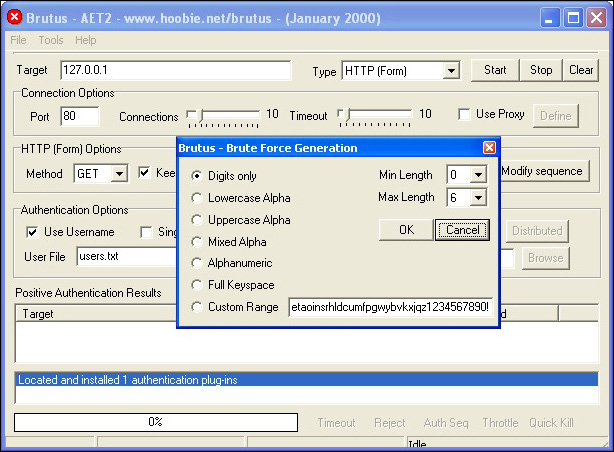 Brutus - AET2 - www.hoobie.net/brutus - (January 2000)
File Tools Help
Target 127.0.0.1 Type HTTP (Form) Start Stop Clear
Connection Options
Port 80 Connections 10 Timeout 10 Use Proxy Define
HTTP (Form) Options
Method GET Kee Modify sequence
Authentication Options
Use Username Sing Distributed
User File users.txt Browse
Brutus - Brute Force Generation
Digits only Min Length 0
Lowercase Alpha Max Length 6
Uppercase Alpha OK Cancel
Mixed Alpha
Alphanumeric
Full Keyspace
Custom Range etaoinsrhldcumfpgwybvkxjqz1234567890!
Positive Authentication Results
Target d
Located and installed 1 authentication plug-ins
0% Timeout Reject Auth Seq Throttle Quick Kill
Idle